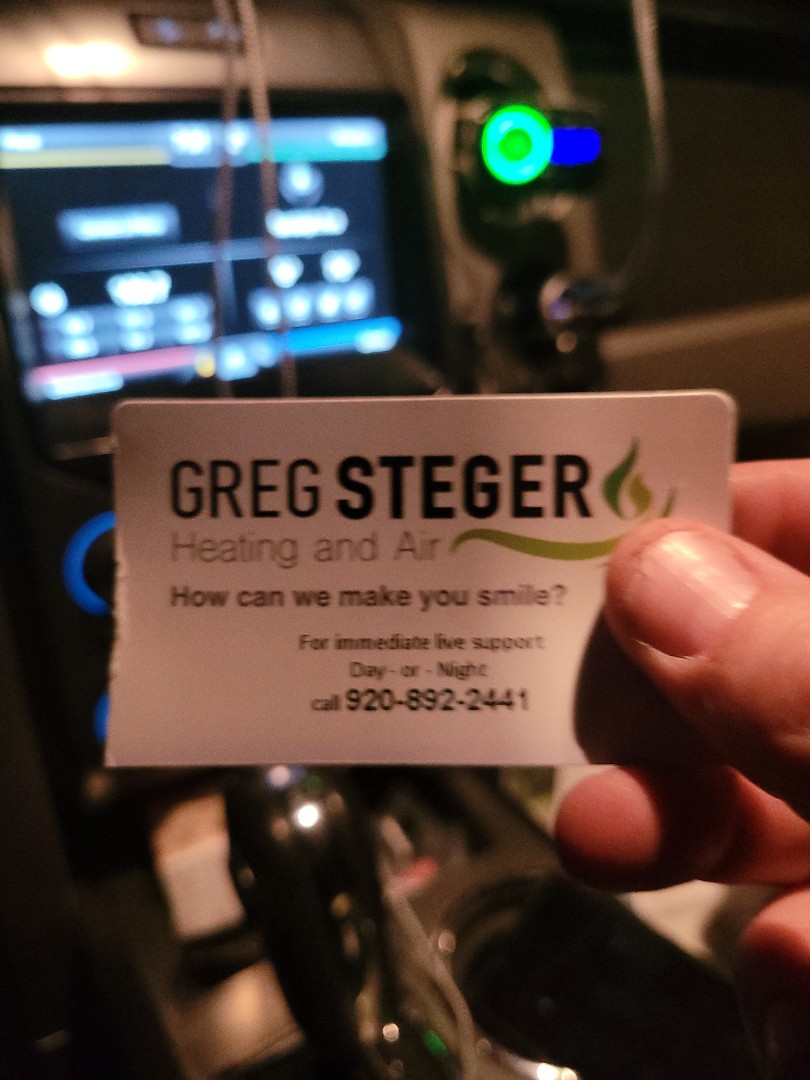 GREG STEGER
Heating and Air
How can we make you smile?
For immediate live support
Day - or - Night
call 920-892-2441